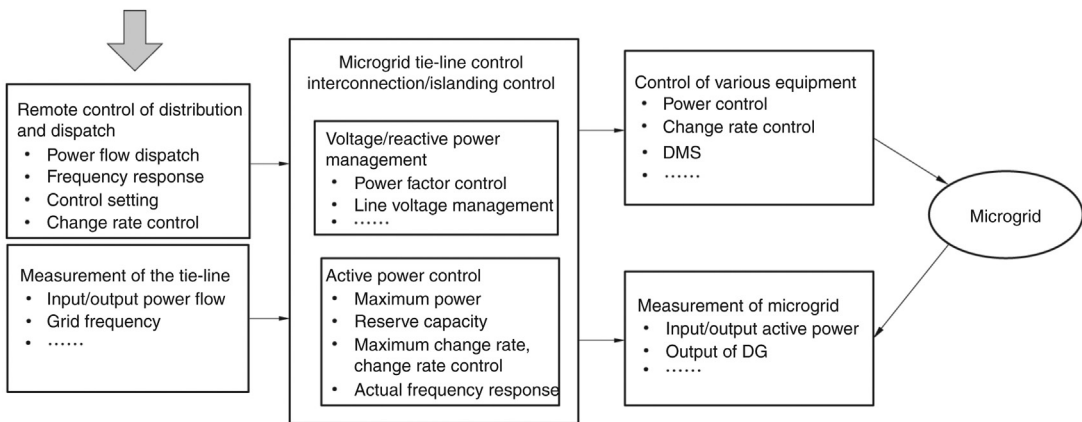 Remote control of distribution
and dispatch
• Power flow dispatch
• Frequency response
• Control setting
• Change rate control
Measurement of the tie-line
• Input/output power flow
• Grid frequency
• ······
Microgrid tie-line control
interconnection/islanding control
Voltage/reactive power
management
• Power factor control
• Line voltage management
• ······
Active power control
• Maximum power
• Reserve capacity
• Maximum change rate,
change rate control
• Actual frequency response
Control of various equipment
• Power control
• Change rate control
• DMS
• ······
Measurement of microgrid
• Input/output active power
• Output of DG
• ······
Microgrid